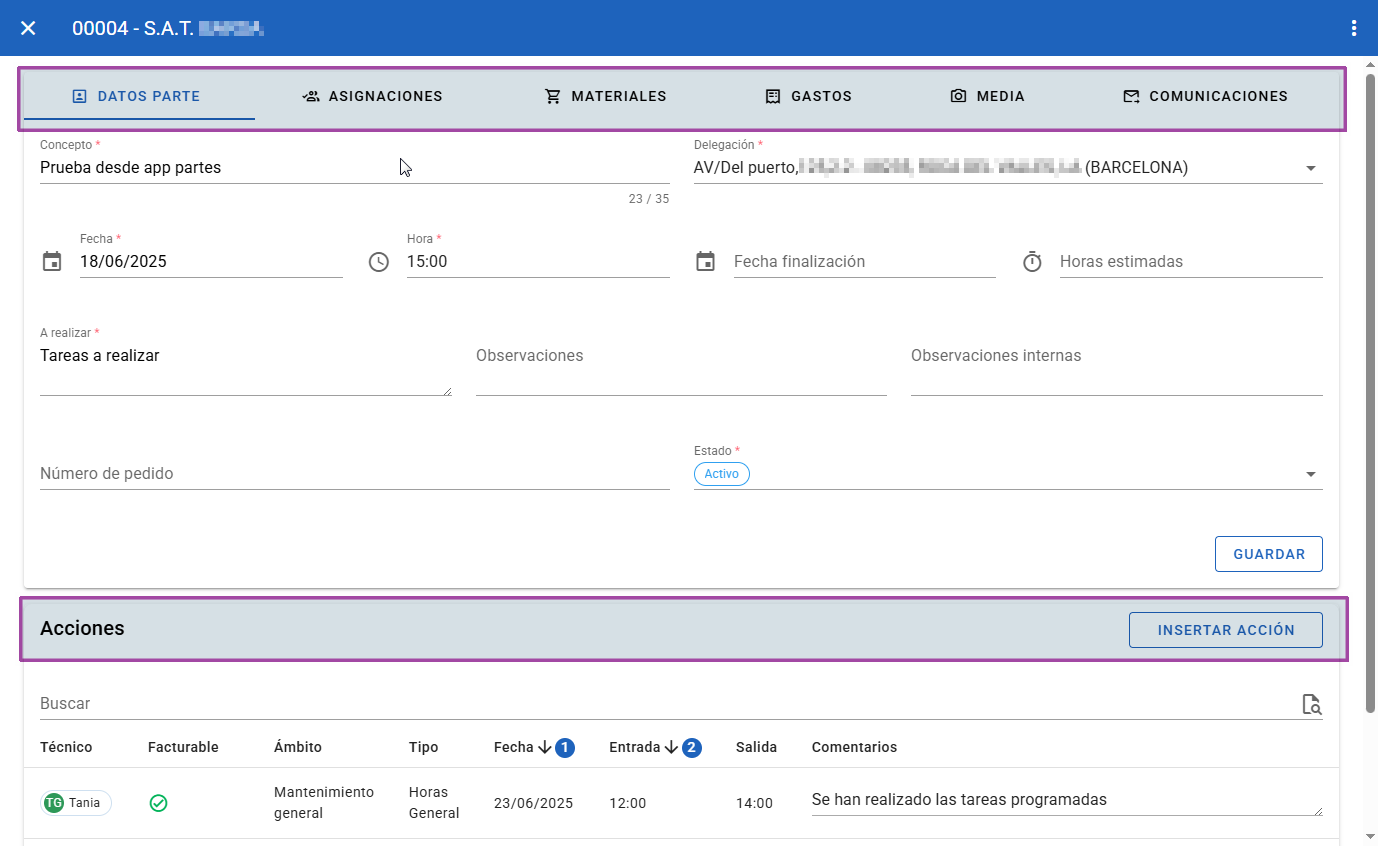 00004 - S.A.T.
DATOS PARTE ASIGNACIONES MATERIALES GASTOS MEDIA COMUNICACIONES
Concepto * Delegación *
Prueba desde app partes AV/Del puerto, (BARCELONA)
23 / 35
Fecha * Hora *
18/06/2025 15:00 Fecha finalización Horas estimadas
A realizar *
Tareas a realizar Observaciones Observaciones internas
Estado *
Número de pedido Activo
GUARDAR
Acciones INSERTAR ACCIÓN
Buscar
Técnico Facturable Ámbito Tipo Fecha 1 Entrada 2 Salida Comentarios
TG Tania Mantenimiento general Horas General 23/06/2025 12:00 14:00 Se han realizado las tareas programadas